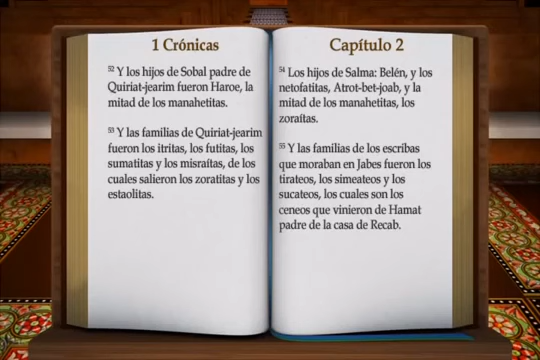 1 Crónicas
52 Y los hijos de Sobal padre de
Quiriat-jearim fueron Haroe, la
mitad de los manahetitas.
53 Y las familias de Quiriat-jearim
fueron los itritas, los futitas, los
sumatitas y los misraítas, de los
cuales salieron los zoratitas y los
estaolitas.
Capítulo 2
54 Los hijos de Salma: Belén, y los
netofatitas, Atrot-bet-joab, y la
mitad de los manahetitas, los
zoraítas.
55 Y las familias de los escribas
que moraban en Jabes fueron los
tirateos, los simeateos y los
sucateos, los cuales son los
ceneos que vinieron de Hamat
padre de la casa de Recab.